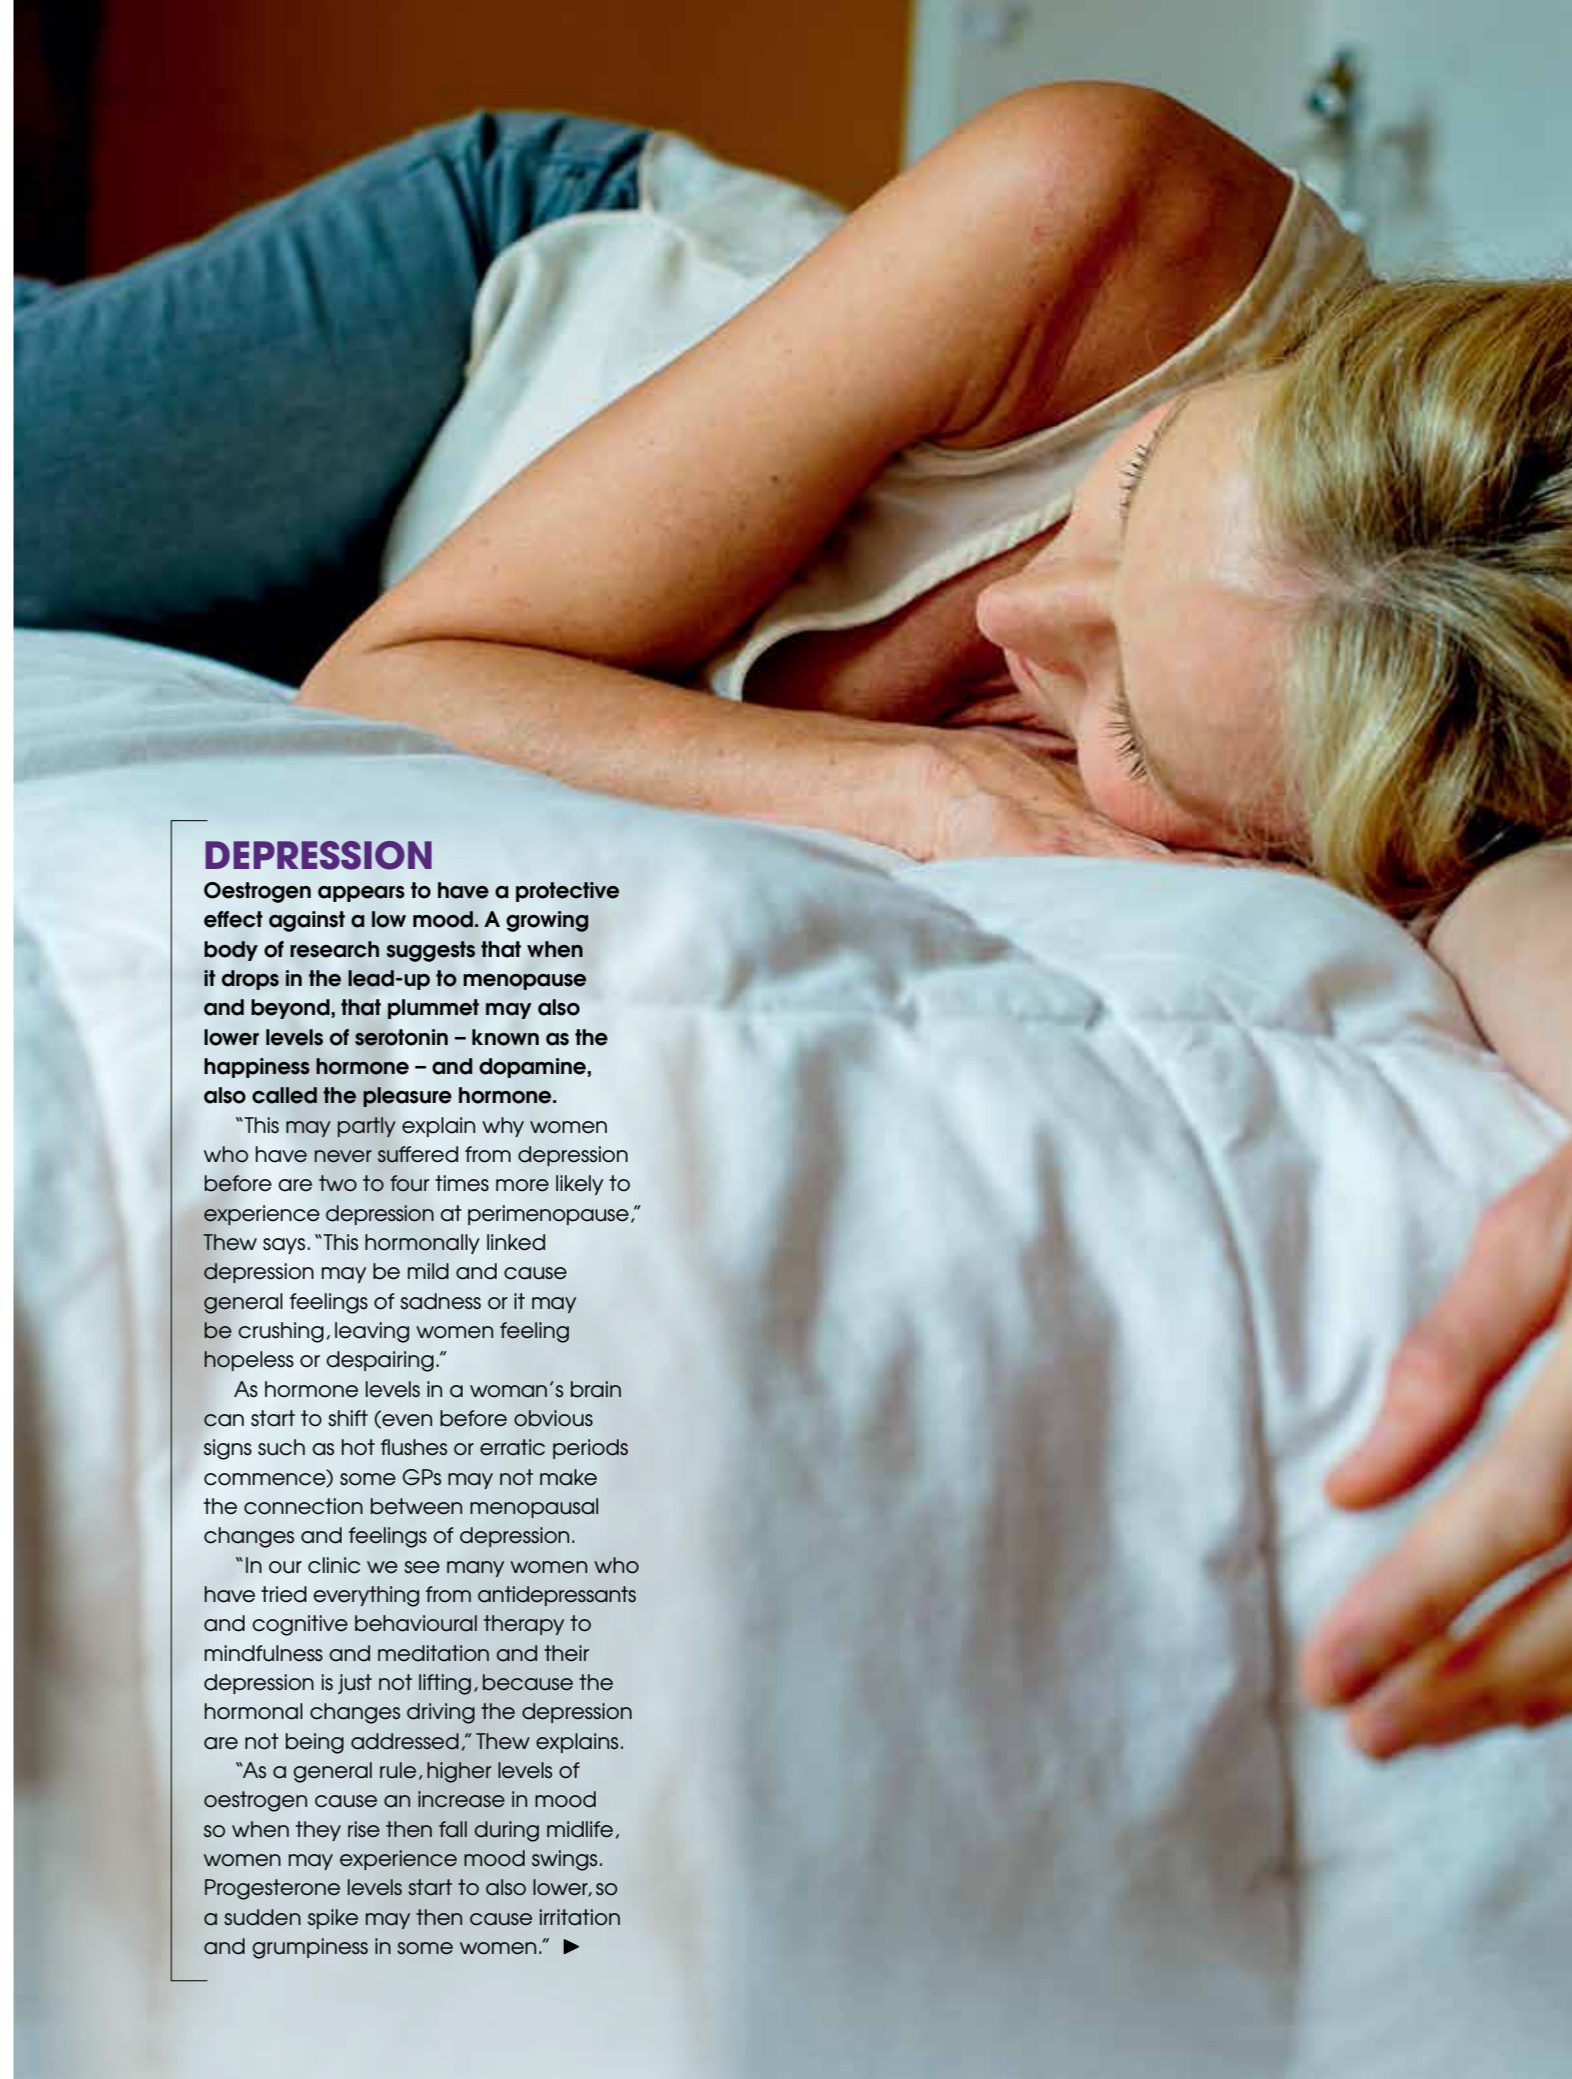 DEPRESSION
Oestrogen appears to have a protective
effect against a low mood. A growing
body of research suggests that when
it drops in the lead-up to menopause
and beyond, that plummet may also
lower levels of serotonin – known as the
happiness hormone – and dopamine,
also called the pleasure hormone.
“This may partly explain why women
who have never suffered from depression
before are two to four times more likely to
experience depression at perimenopause,”
Thew says. “This hormonally linked
depression may be mild and cause
general feelings of sadness or it may
be crushing, leaving women feeling
hopeless or despairing.”
As hormone levels in a woman’s brain
can start to shift (even before obvious
signs such as hot flushes or erratic periods
commence) some GPs may not make
the connection between menopausal
changes and feelings of depression.
“In our clinic we see many women who
have tried everything from antidepressants
and cognitive behavioural therapy to
mindfulness and meditation and their
depression is just not lifting, because the
hormonal changes driving the depression
are not being addressed,” Thew explains.
“As a general rule, higher levels of
oestrogen cause an increase in mood
so when they rise then fall during midlife,
women may experience mood swings.
Progesterone levels start to also lower, so
a sudden spike may then cause irritation
and grumpiness in some women.” ►